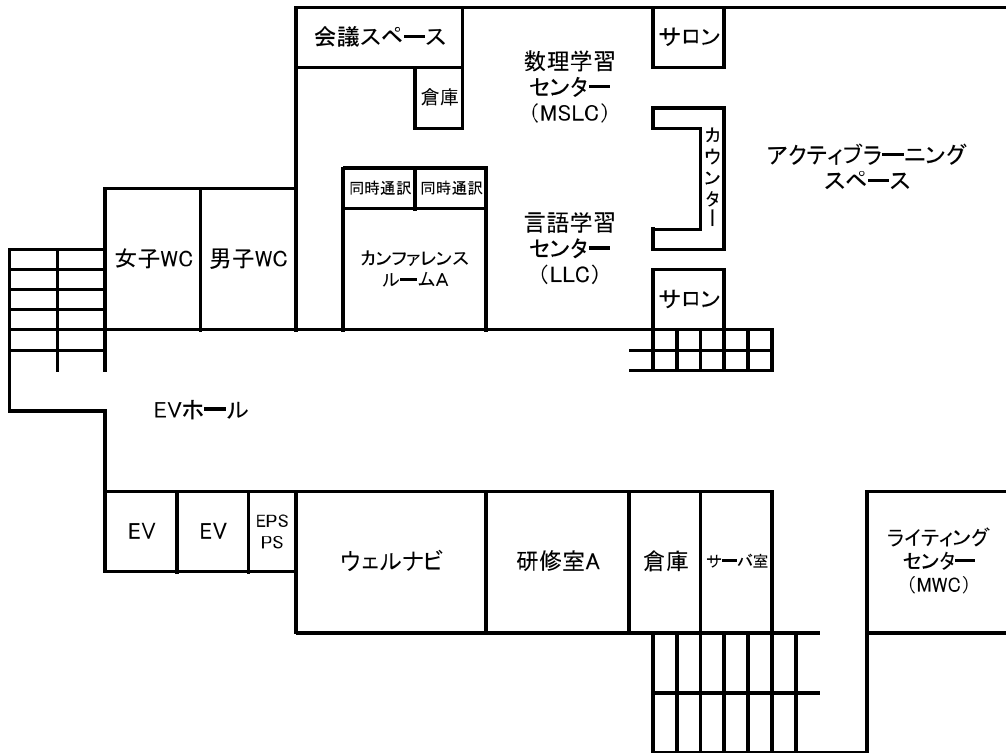 会議スペース
サロン
数理学習
センター
(MSLC)
倉庫
カウンター
アクティブラーニング
スペース
同時通訳
同時通訳
女子WC
男子WC
カンファレンス
ルームA
言語学習
センター
(LLC)
サロン
EVホール
EV
EV
EPS
PS
ウェルナビ
研修室A
倉庫
サーバ室
ライティング
センター
(MWC)